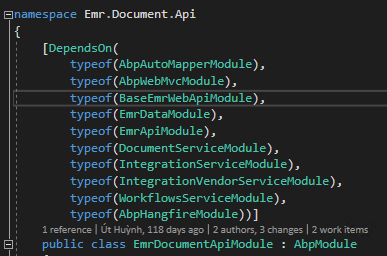 namespace Emr.Document.Api
{
[DependsOn(
typeof(AbpAutoMapperModule),
typeof(AbpWebMvcModule),
typeof(BaseEmrWebApiModule),
typeof(EmrDataModule),
typeof(EmrApiModule),
typeof(DocumentServiceModule),
typeof(IntegrationServiceModule),
typeof(IntegrationVendorServiceModule),
typeof(WorkflowsServiceModule),
typeof(AbpHangfireModule))]
1 reference | Út Huỳnh, 118 days ago | 2 authors, 3 changes | 2 work items
public class EmrDocumentApiModule : AbpModule